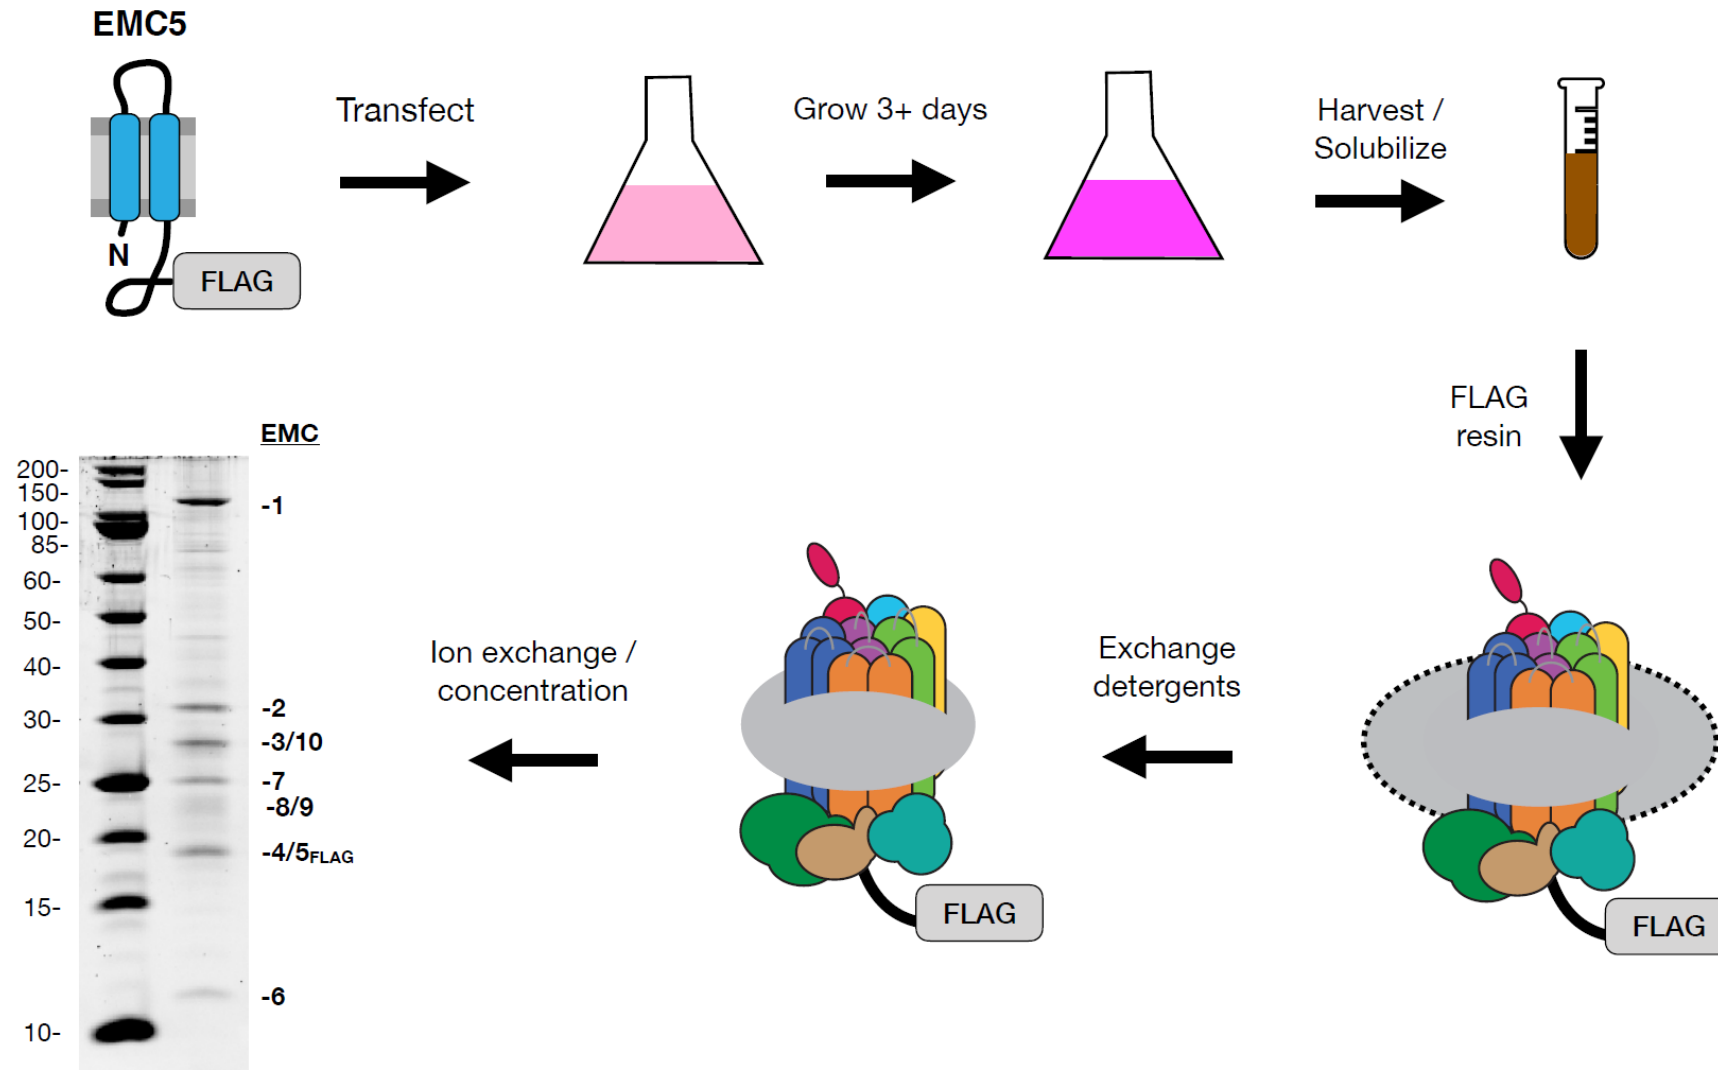 EMC5
N
FLAG
Transfect
Grow 3+ days
Harvest /
Solubilize
FLAG
resin
FLAG
Exchange
detergents
FLAG
Ion exchange /
concentration
EMC
200-
150-
100-
85-
60-
50-
40-
30-
25-
20-
15-
10-
-1
-2
-3/10
-7
-8/9
-4/5FLAG
-6